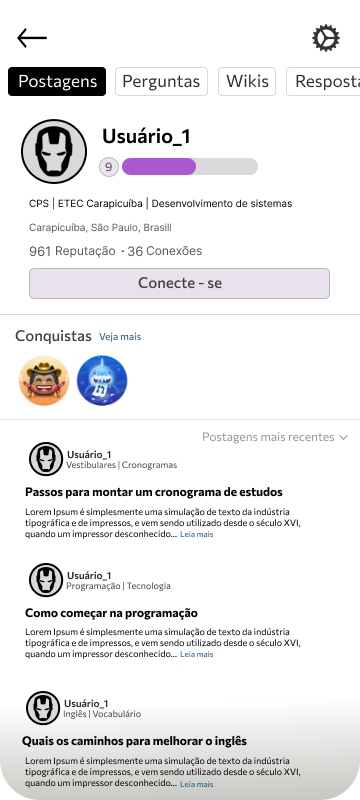 Postagens Perguntas Wikis Resposta
Usuário_1
9
CPS | ETEC Carapicuíba | Desenvolvimento de sistemas
Carapicuíba, São Paulo, Brasill
961 Reputação · 36 Conexões
Conecte - se
Conquistas Veja mais
Postagens mais recentes
Usuário_1
Vestibulares | Cronogramas
Passos para montar um cronograma de estudos
Lorem Ipsum é simplesmente uma simulação de texto da indústria
tipográfica e de impressos, e vem sendo utilizado desde o século XVI,
quando um impressor desconhecido... Leia mais
Usuário_1
Programação | Tecnologia
Como começar na programação
Lorem Ipsum é simplesmente uma simulação de texto da indústria
tipográfica e de impressos, e vem sendo utilizado desde o século XVI,
quando um impressor desconhecido... Leia mais
Usuário_1
Inglês | Vocabulário
Quais os caminhos para melhorar o inglês
Lorem Ipsum é simplesmente uma simulação de texto da indústria
tipográfica e de impressos, e vem sendo utilizado desde o século XVI,
quando um impressor desconhecido... Leia mais